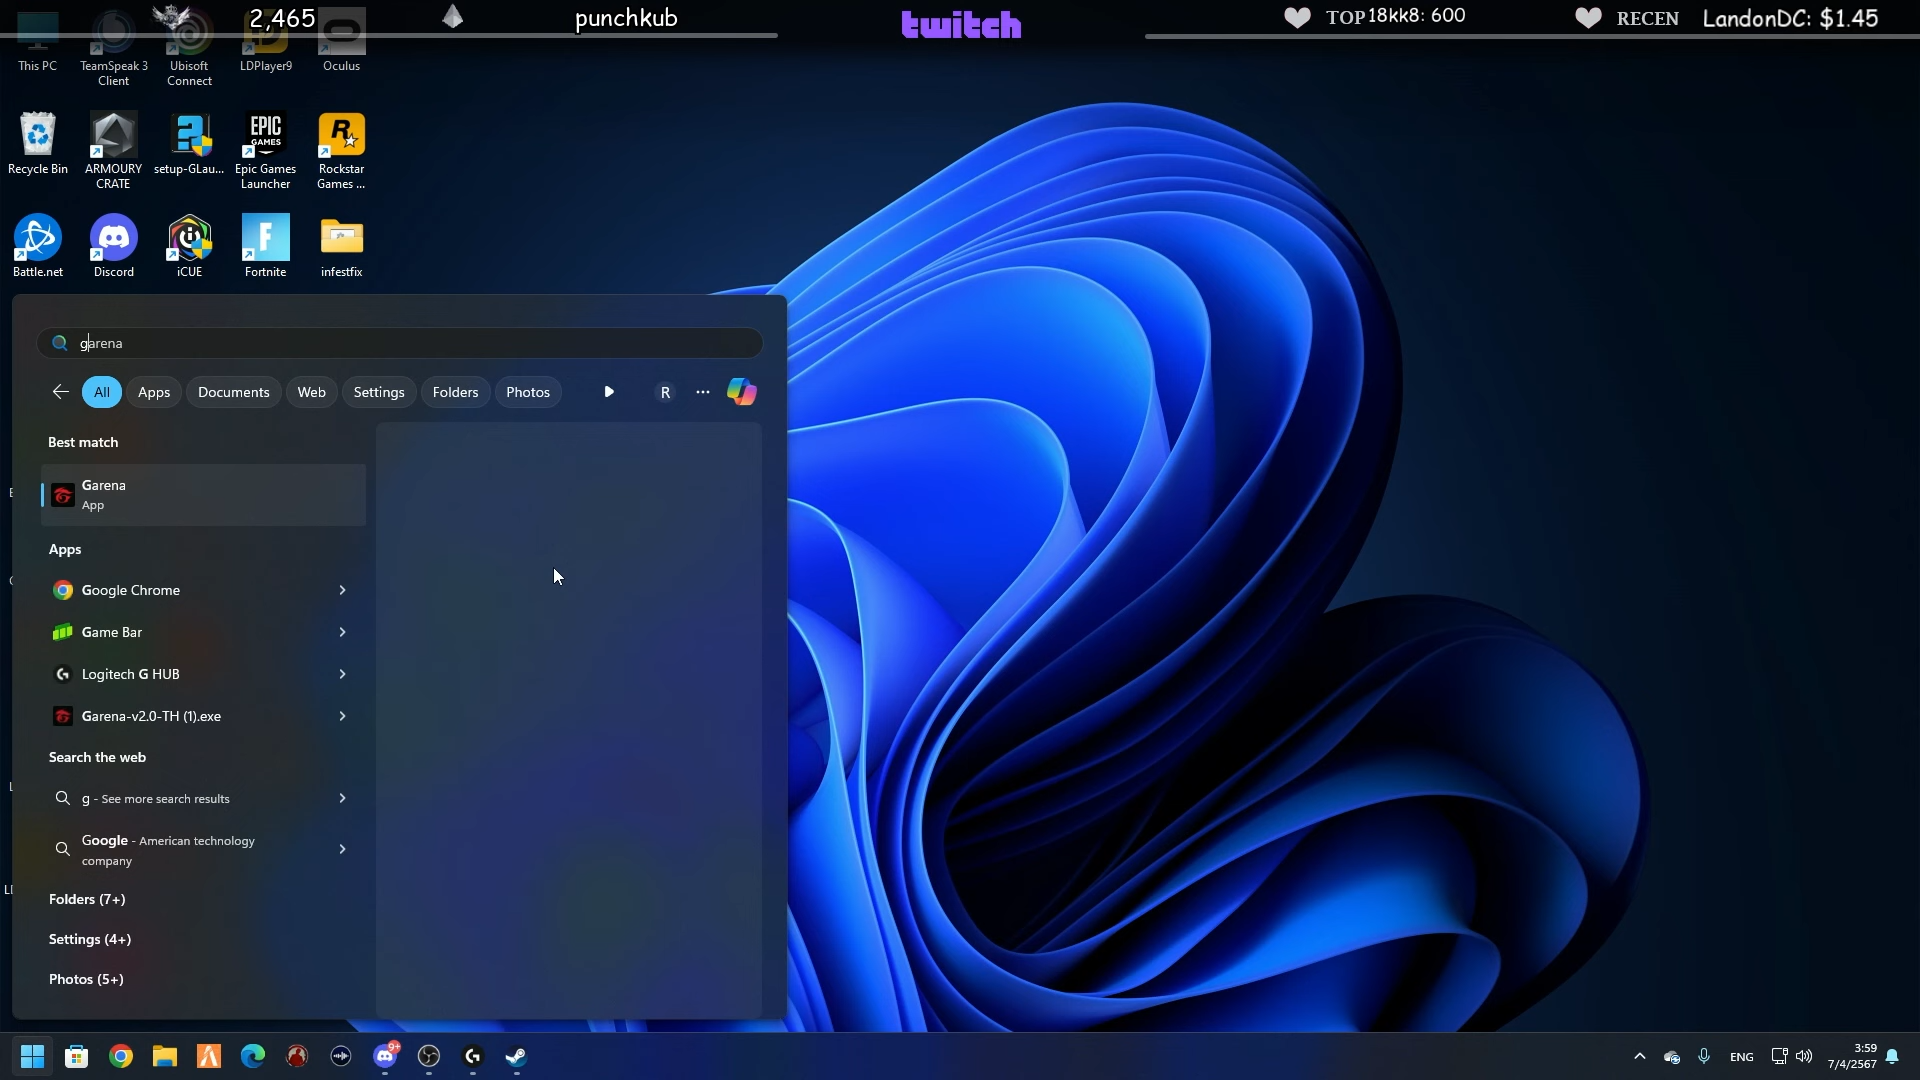 2,465
punchkub
twitch
TOP 18kk8: 600
RECEN LandonDC: $1.45
This PC
TeamSpeak 3
Client
Ubisoft
Connect
LDPlayer9
Oculus
Recycle Bin
ARMOURY
CRATE
setup-GLau...
EPIC
GAMES
Epic Games
Launcher
Rockstar
Games ...
Battle.net
Discord
iCUE
Fortnite
infestfix
garena
All
Apps
Documents
Web
Settings
Folders
Photos
R
Best match
Garena
App
Apps
Google Chrome
Game Bar
Logitech G HUB
Garena-v2.0-TH (1).exe
Search the web
g - See more search results
Google - American technology
company
Folders (7+)
Settings (4+)
Photos (5+)
9+
ENG
3:59
7/4/2567